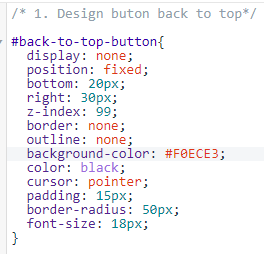 /* 1. Design buton back to top*/
#back-to-top-button{
display: none;
position: fixed;
bottom: 20px;
right: 30px;
z-index: 99;
border: none;
outline: none;
background-color: #F0ECE3;
color: black;
cursor: pointer;
padding: 15px;
border-radius: 50px;
font-size: 18px;
}